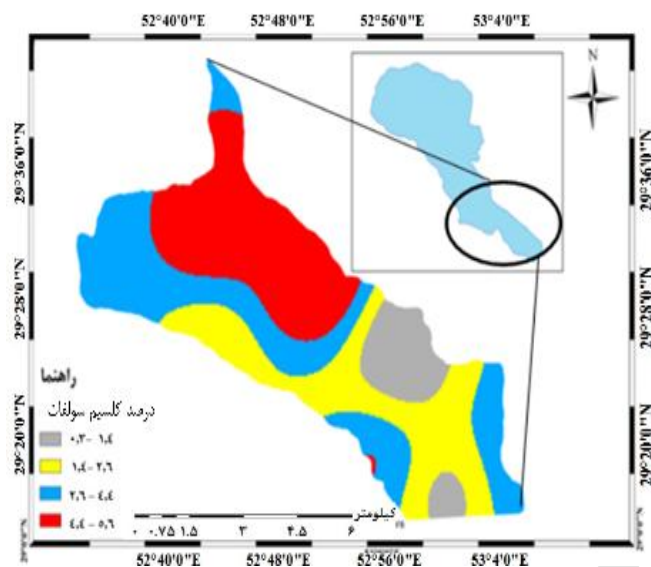 52°40'0"E 52°48'0"E 52°56'0"E 53°4'0"E
N
29°36'0"N 29°36'0"N
29°28'0"N 29°28'0"N
29°20'0"N 29°20'0"N
راهنما
درصد کلسیم سولفات
۰,۳- ۱,۴
۱,۴ - ۲,۶
۲,۶ - ۴,۴
۴,۴ - ۵,۶
کیلومتر
۰ ۰.۷۵ ۱.۵ ۳ ۴.۵ ۶
52°40'0"E 52°48'0"E 52°56'0"E 53°4'0"E